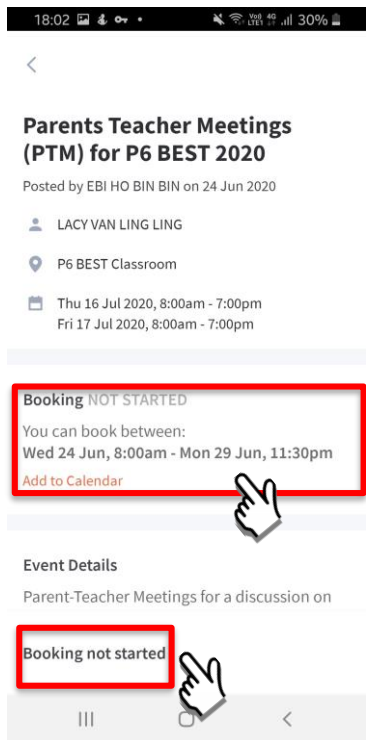 18:02 VoI) LTE1 4G 30%
Parents Teacher Meetings
(PTM) for P6 BEST 2020
Posted by EBI HO BIN BIN on 24 Jun 2020
LACY VAN LING LING
P6 BEST Classroom
Thu 16 Jul 2020, 8:00am - 7:00pm
Fri 17 Jul 2020, 8:00am - 7:00pm
Booking NOT STARTED
You can book between:
Wed 24 Jun, 8:00am - Mon 29 Jun, 11:30pm
Add to Calendar
Event Details
Parent-Teacher Meetings for a discussion on
Booking not started